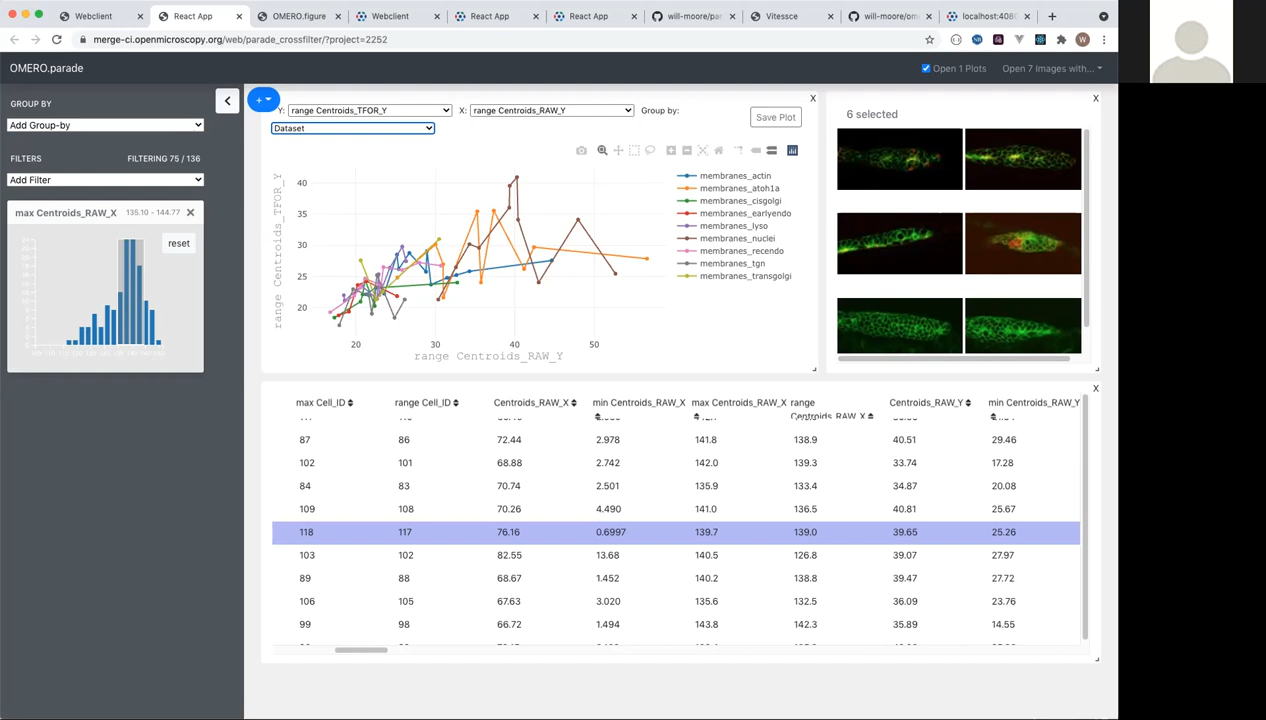 Webclient
React App
OMERO.figure
Webclient
React App
React App
will-moore/pa
Vitessce
will-moore/om
localhost:4080
merge-ci.openmicroscopy.org/web/parade_crossfilter/?project=2252
W
OMERO.parade
Open 1 Plots
Open 7 Images with...
GROUP BY
Add Group-by
FILTERS
FILTERING 75 / 136
Add Filter
max Centroids_RAW_X
135.10 - 144.77
reset
+
Y:
range Centroids_TFOR_Y
X:
range Centroids_RAW_Y
Group by:
Dataset
Save Plot
X
range Centroids_TFOR_Y
40
35
30
25
20
20 30 40 50
range Centroids_RAW_Y
membranes_actin
membranes_atoh1a
membranes_cisgolgi
membranes_earlyendo
membranes_lyso
membranes_nuclei
membranes_recendo
membranes_tgn
membranes_transgolgi
X
6 selected
X
max Cell_ID range Cell_ID Centroids_RAW_X min Centroids_RAW_X max Centroids_RAW_X range Centroids_RAW_X Centroids_RAW_Y min Centroids_RAW_Y
87 86 72.44 2.978 141.8 138.9 40.51 29.46
102 101 68.88 2.742 142.0 139.3 33.74 17.28
84 83 70.74 2.501 135.9 133.4 34.87 20.08
109 108 70.26 4.490 141.0 136.5 40.81 25.67
118 117 76.16 0.6997 139.7 139.0 39.65 25.26
103 102 82.55 13.68 140.5 126.8 39.07 27.97
89 88 68.67 1.452 140.2 138.8 39.47 27.72
106 105 67.63 3.020 135.6 132.5 36.09 23.76
99 98 66.72 1.494 143.8 142.3 35.89 14.55